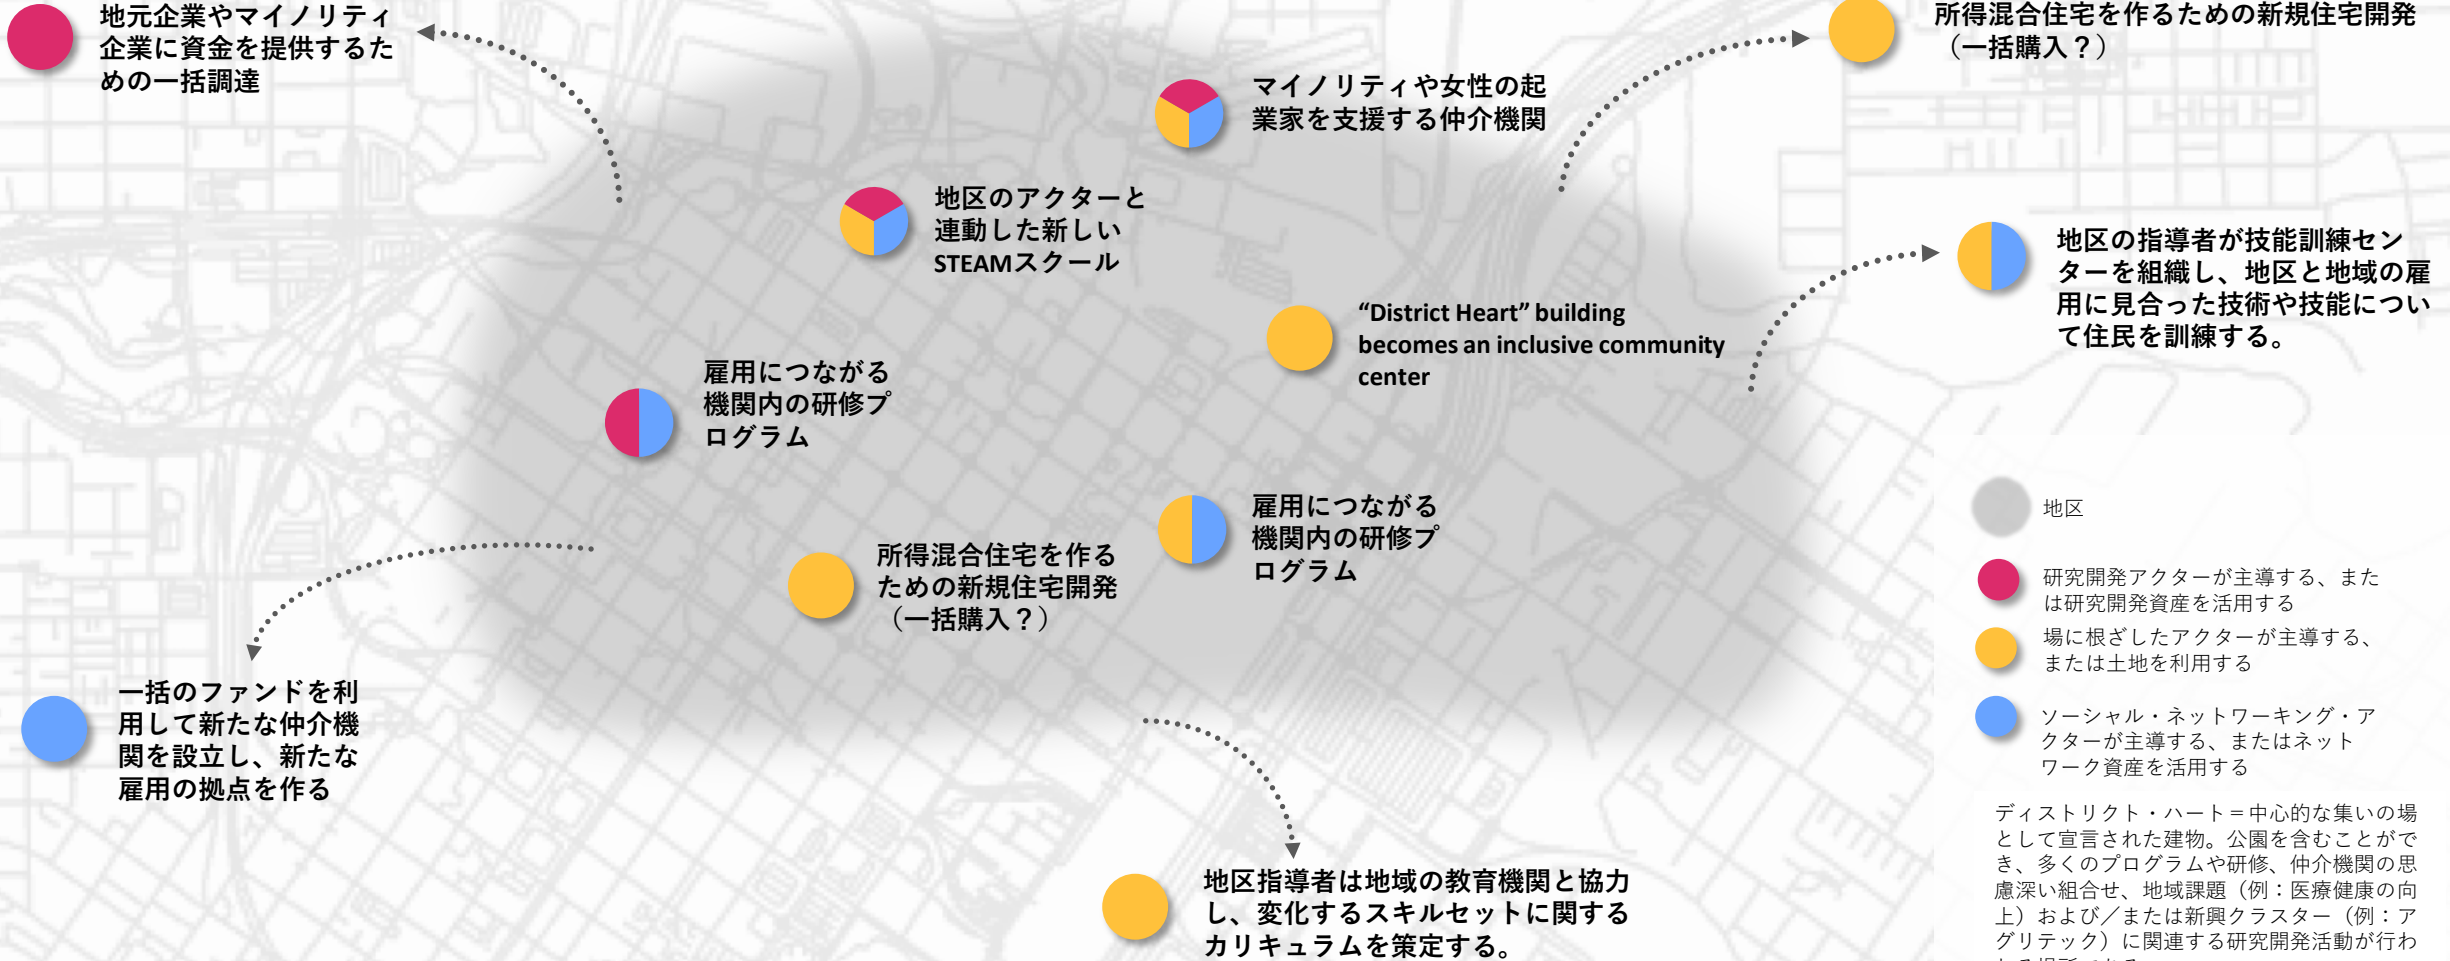 地元企業やマイノリティ
企業に資金を提供するた
めの一括調達
所得混合住宅を作るための新規住宅開発
（一括購入？）
マイノリティや女性の起
業家を支援する仲介機関
地区のアクターと
連動した新しい
STEAMスクール
地区の指導者が技能訓練セン
ターを組織し、地区と地域の雇
用に見合った技術や技能につい
て住民を訓練する。
“District Heart” building
becomes an inclusive community
center
雇用につながる
機関内の研修プ
ログラム
雇用につながる
機関内の研修プ
ログラム
所得混合住宅を作る
ための新規住宅開発
（一括購入？）
一括のファンドを利
用して新たな仲介機
関を設立し、新たな
雇用の拠点を作る
地区指導者は地域の教育機関と協力
し、変化するスキルセットに関する
カリキュラムを策定する。
地区
研究開発アクターが主導する、また
は研究開発資産を活用する
場に根ざしたアクターが主導する、
または土地を利用する
ソーシャル・ネットワーキング・ア
クターが主導する、またはネット
ワーク資産を活用する
ディストリクト・ハート＝中心的な集いの場
として宣言された建物。公園を含むことがで
き、多くのプログラムや研修、仲介機関の思
慮深い組合せ、地域課題（例：医療健康の向
上）および／または新興クラスター（例：ア
グリテック）に関連する研究開発活動が行わ